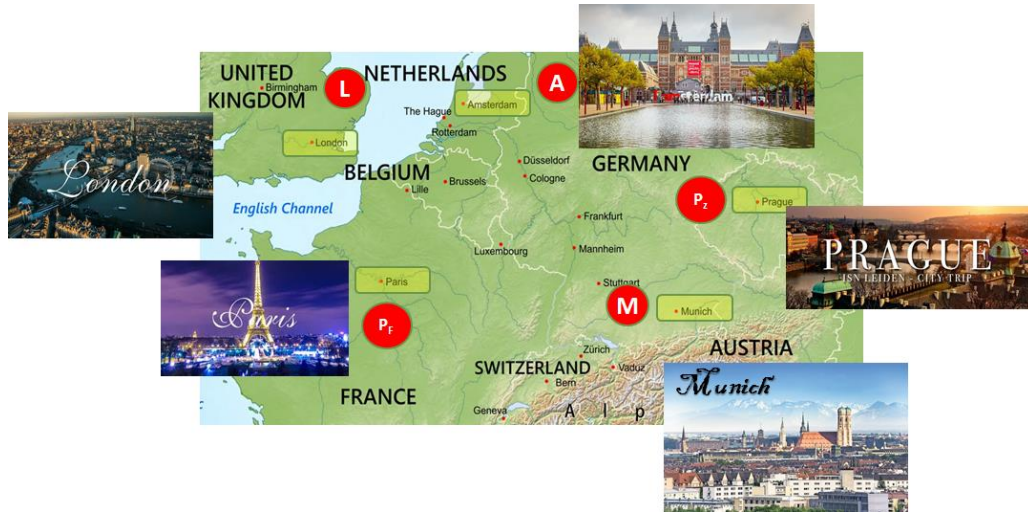 UNITED
KINGDOM
Birmingham
L
NETHERLANDS
A
The Hague
Amsterdam
Rotterdam
I amsterdam
London
London
BELGIUM
Lille
Brussels
Düsseldorf
Cologne
GERMANY
English Channel
Frankfurt
Pz
Prague
PRAGUE
ISN LEIDEN - CITY TRIP
Luxembourg
Mannheim
Paris
Paris
PF
Stuttgart
M
Munich
Zürich
SWITZERLAND
Vaduz
Bern
AUSTRIA
FRANCE
Geneva
A l p
Munich